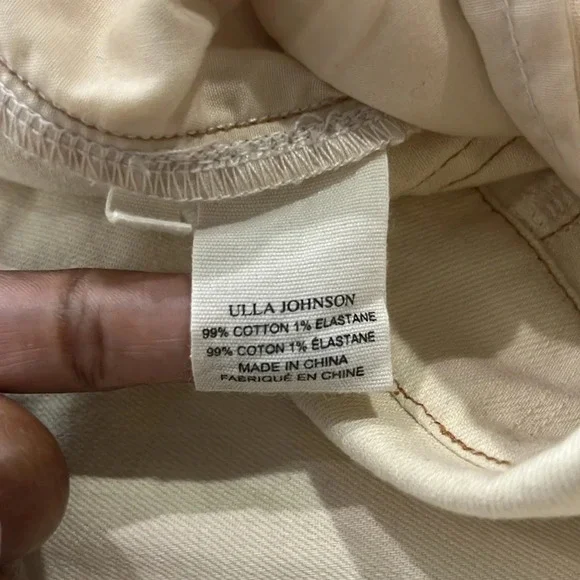 ULLA JOHNSON
99% COTTON 1% ELASTANE
99% COTON 1% ÉLASTANE
MADE IN CHINA
FABRIQUÉ EN CHINE